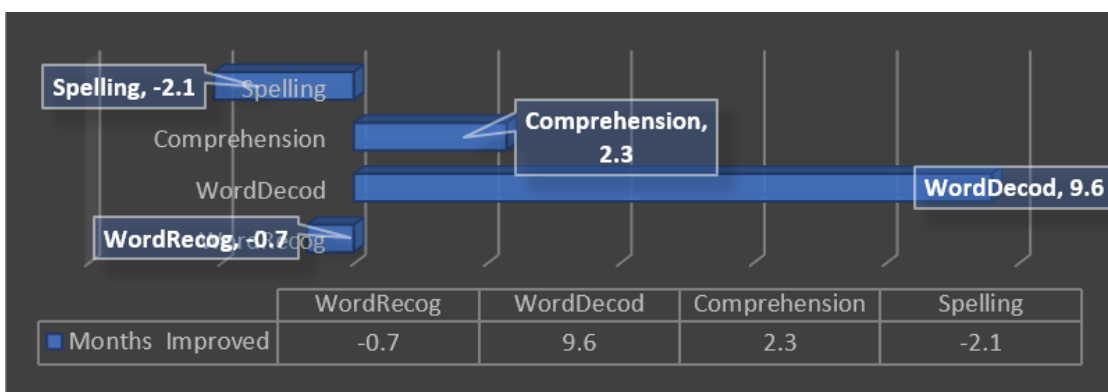 Spelling, -2.1
Spelling
Comprehension,
2.3
Comprehension
WordDecod
WordDecod, 9.6
WordRecog, -0.7
WordRecog
WordRecog WordDecod Comprehension Spelling
Months Improved -0.7 9.6 2.3 -2.1